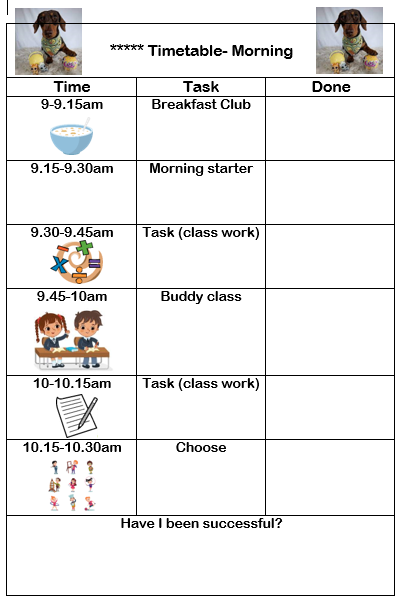 ***** Timetable- Morning
Time Task Done
9-9.15am Breakfast Club
9.15-9.30am Morning starter
9.30-9.45am Task (class work)
9.45-10am Buddy class
10-10.15am Task (class work)
10.15-10.30am Choose
Have I been successful?